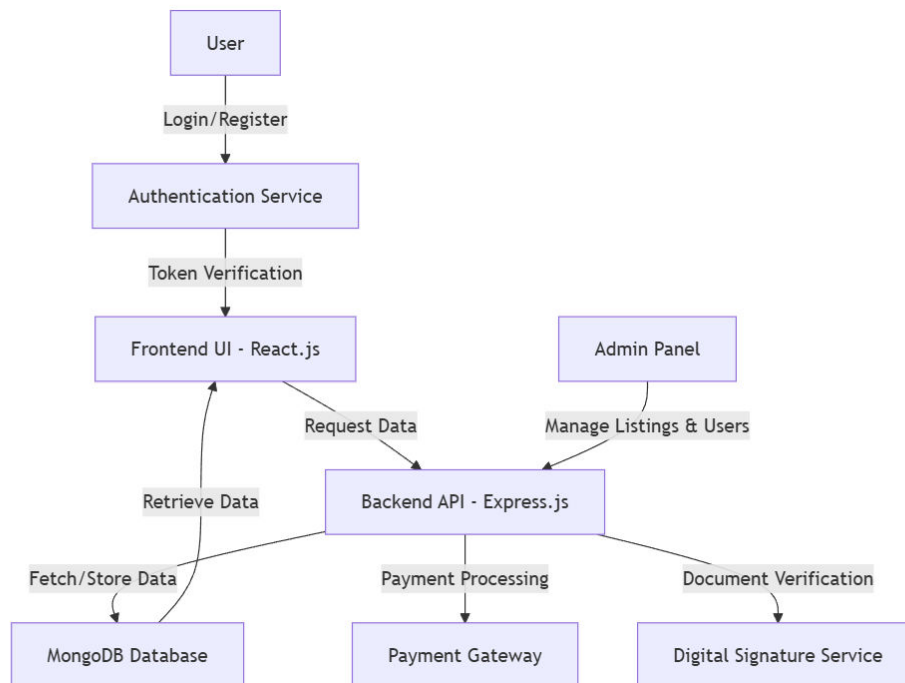 User
Login/Register
Authentication Service
Token Verification
Frontend UI - React.js
Admin Panel
Request Data
Manage Listings & Users
Retrieve Data
Backend API - Express.js
Fetch/Store Data
Payment Processing
Document Verification
MongoDB Database
Payment Gateway
Digital Signature Service